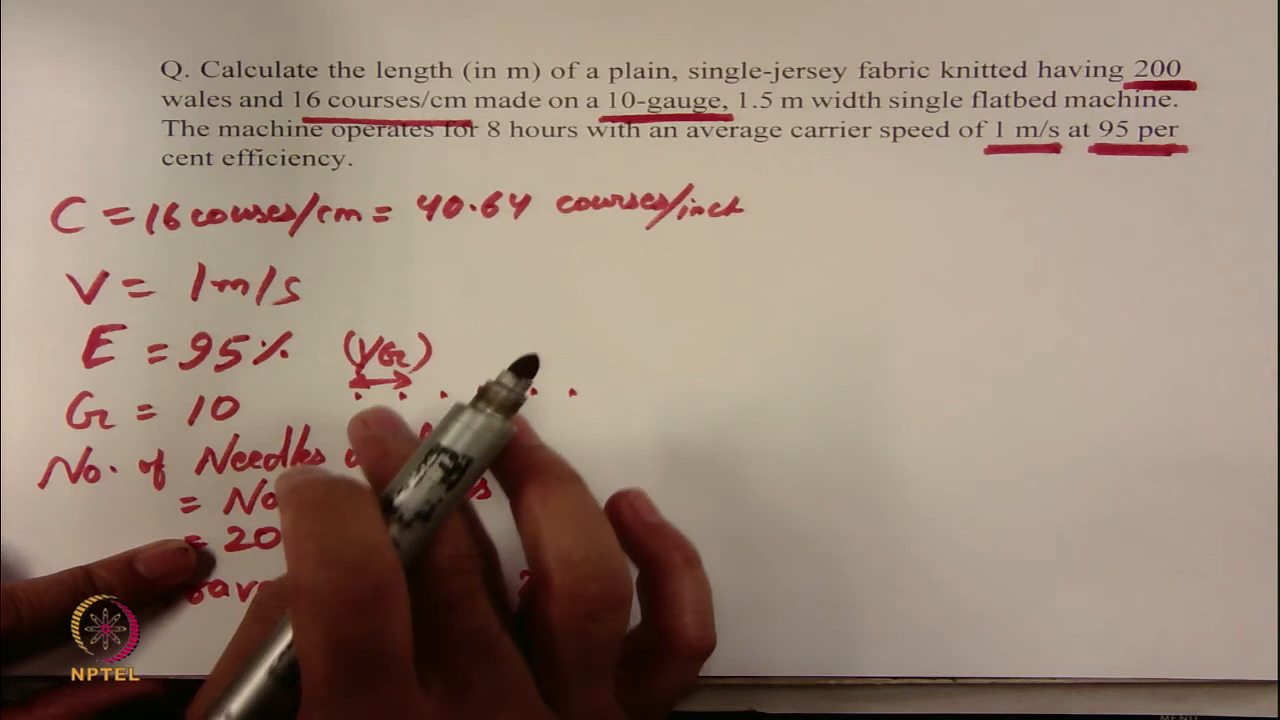 Q. Calculate the length (in m) of a plain, single-jersey fabric knitted having 200
wales and 16 courses/cm made on a 10-gauge, 1.5 m width single flatbed machine.
The machine operates for 8 hours with an average carrier speed of 1 m/s at 95 per
cent efficiency.
C = 16 couses/cm = 40.64 courses/inch
V = 1m/s
E = 95% (1/G)
G = 10
No. of Needles
= No
= 20
NPTEL